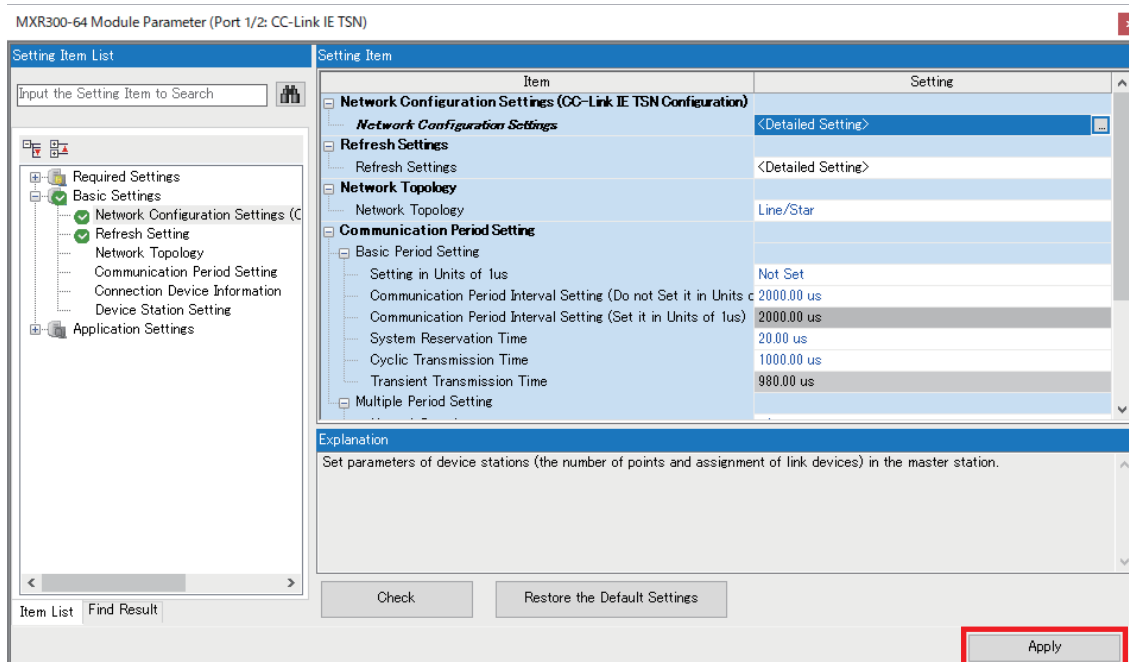 MXR300-64 Module Parameter (Port 1/2: CC-Link IE TSN)
Setting Item List
Input the Setting Item to Search
Required Settings
Basic Settings
Network Configuration Settings (C
Refresh Setting
Network Topology
Communication Period Setting
Connection Device Information
Device Station Setting
Application Settings
Item List Find Result
Setting Item
Item Setting
Network Configuration Settings (CC-Link IE TSN Configuration)
Network Configuration Settings <Detailed Setting> ...
Refresh Settings
Refresh Settings <Detailed Setting>
Network Topology
Network Topology Line/Star
Communication Period Setting
Basic Period Setting
Setting in Units of 1us Not Set
Communication Period Interval Setting (Do not Set it in Units c 2000.00 us
Communication Period Interval Setting (Set it in Units of 1us) 2000.00 us
System Reservation Time 20.00 us
Cyclic Transmission Time 1000.00 us
Transient Transmission Time 980.00 us
Multiple Period Setting
Explanation
Set parameters of device stations (the number of points and assignment of link devices) in the master station.
Check Restore the Default Settings
Apply